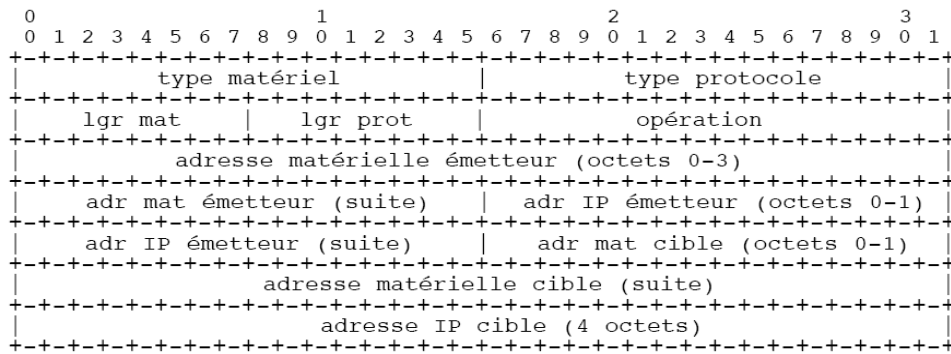 0 1 2 3
0 1 2 3 4 5 6 7 8 9 0 1 2 3 4 5 6 7 8 9 0 1 2 3 4 5 6 7 8 9 0 1
+-+-+-+-+-+-+-+-+-+-+-+-+-+-+-+-+-+-+-+-+-+-+-+-+-+-+-+-+-+-+-+-|
| type matériel | type protocole |
+-+-+-+-+-+-+-+-+-+-+-+-+-+-+-+-+-+-+-+-+-+-+-+-+-+-+-+-+-+-+-+-|
| lgr mat | lgr prot | opération |
+-+-+-+-+-+-+-+-+-+-+-+-+-+-+-+-+-+-+-+-+-+-+-+-+-+-+-+-+-+-+-+-|
| adresse matérielle émetteur (octets 0-3) |
+-+-+-+-+-+-+-+-+-+-+-+-+-+-+-+-+-+-+-+-+-+-+-+-+-+-+-+-+-+-+-+-|
| adr mat émetteur (suite) | adr IP émetteur (octets 0-1) |
+-+-+-+-+-+-+-+-+-+-+-+-+-+-+-+-+-+-+-+-+-+-+-+-+-+-+-+-+-+-+-+-|
| adr IP émetteur (suite) | adr mat cible (octets 0-1) |
+-+-+-+-+-+-+-+-+-+-+-+-+-+-+-+-+-+-+-+-+-+-+-+-+-+-+-+-+-+-+-+-|
| adresse matérielle cible (suite) |
+-+-+-+-+-+-+-+-+-+-+-+-+-+-+-+-+-+-+-+-+-+-+-+-+-+-+-+-+-+-+-+-|
| adresse IP cible (4 octets) |
+-+-+-+-+-+-+-+-+-+-+-+-+-+-+-+-+-+-+-+-+-+-+-+-+-+-+-+-+-+-+-+-|